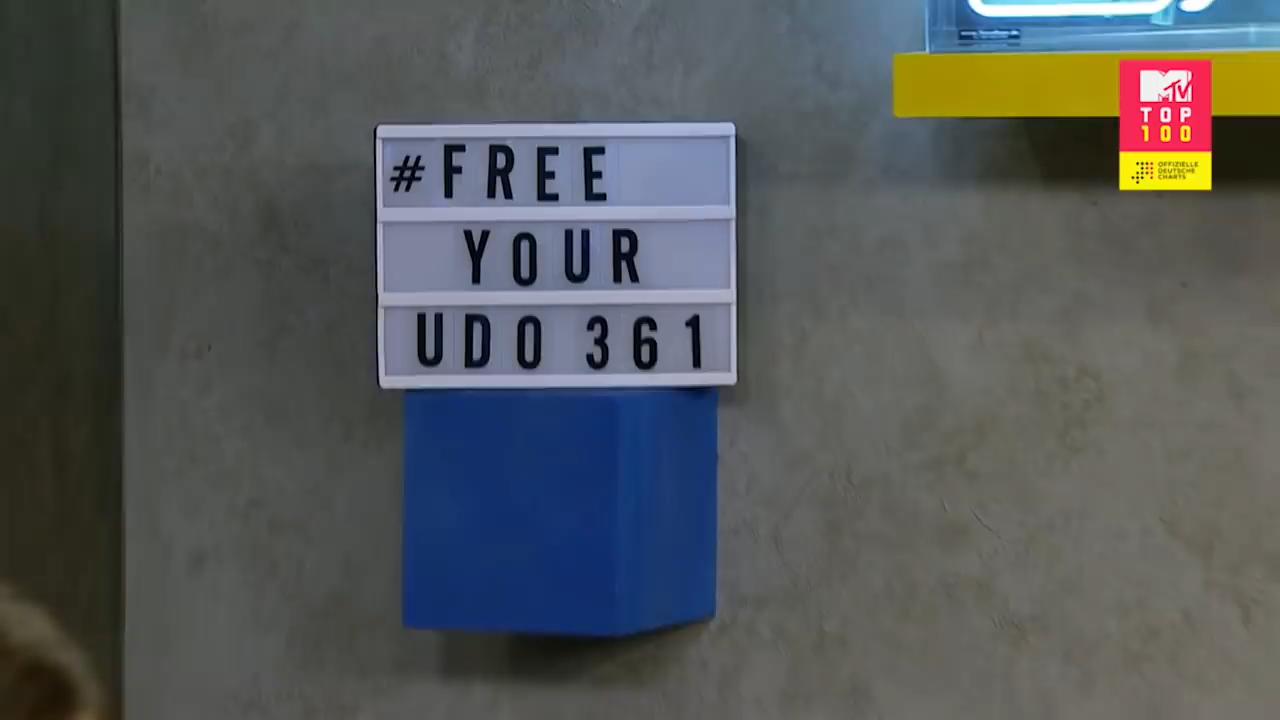 #FREE
YOUR
UDO 361
MTV
TOP
100
OFFIZIELLE
DEUTSCHE
CHARTS